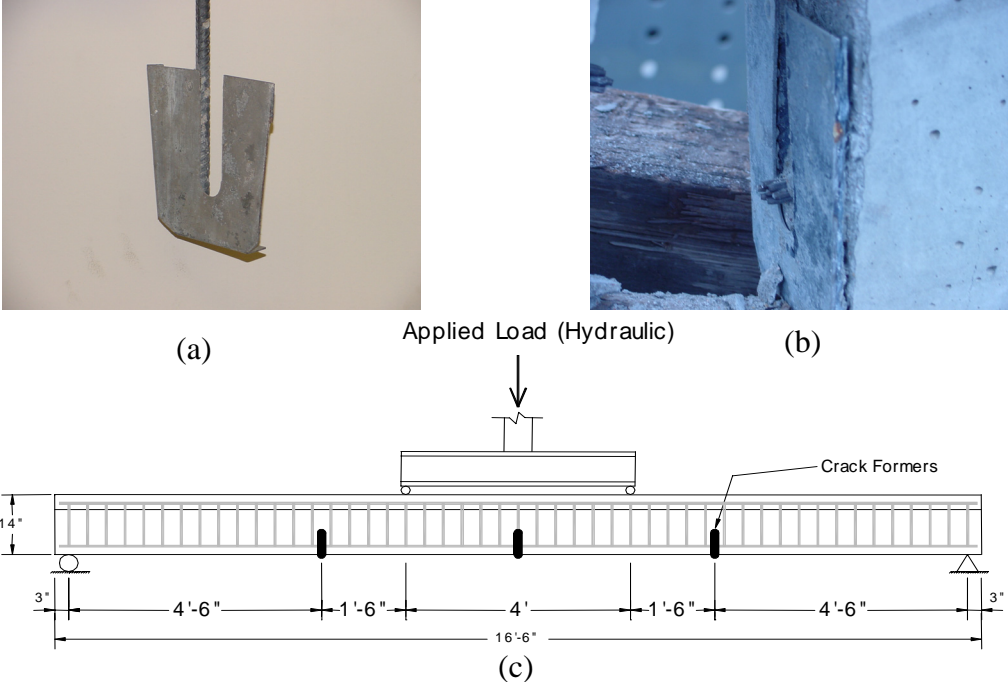 (a)
(b)
Applied Load (Hydraulic)
Crack Formers
14"
3"
4'-6"
1'-6"
4'
1'-6"
4'-6"
3"
16'-6"
(c)